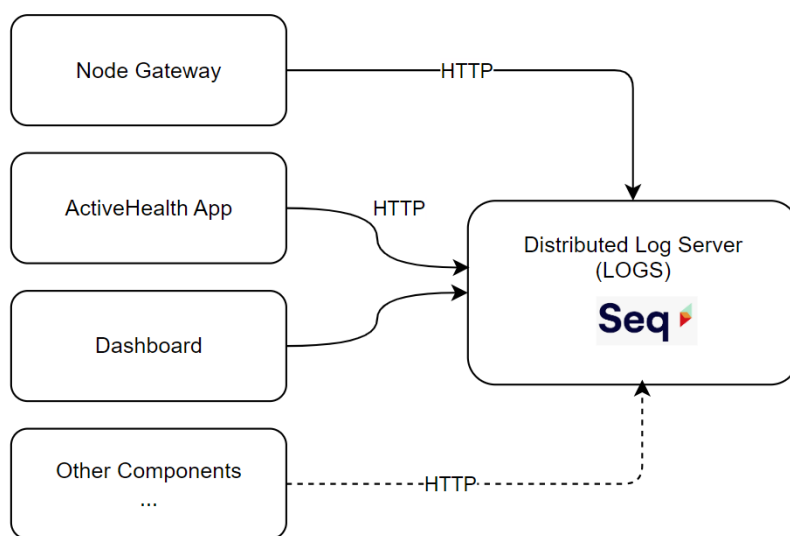 Node Gateway
HTTP
ActiveHealth App
HTTP
Distributed Log Server
(LOGS)
Seq
Dashboard
Other Components
...
HTTP